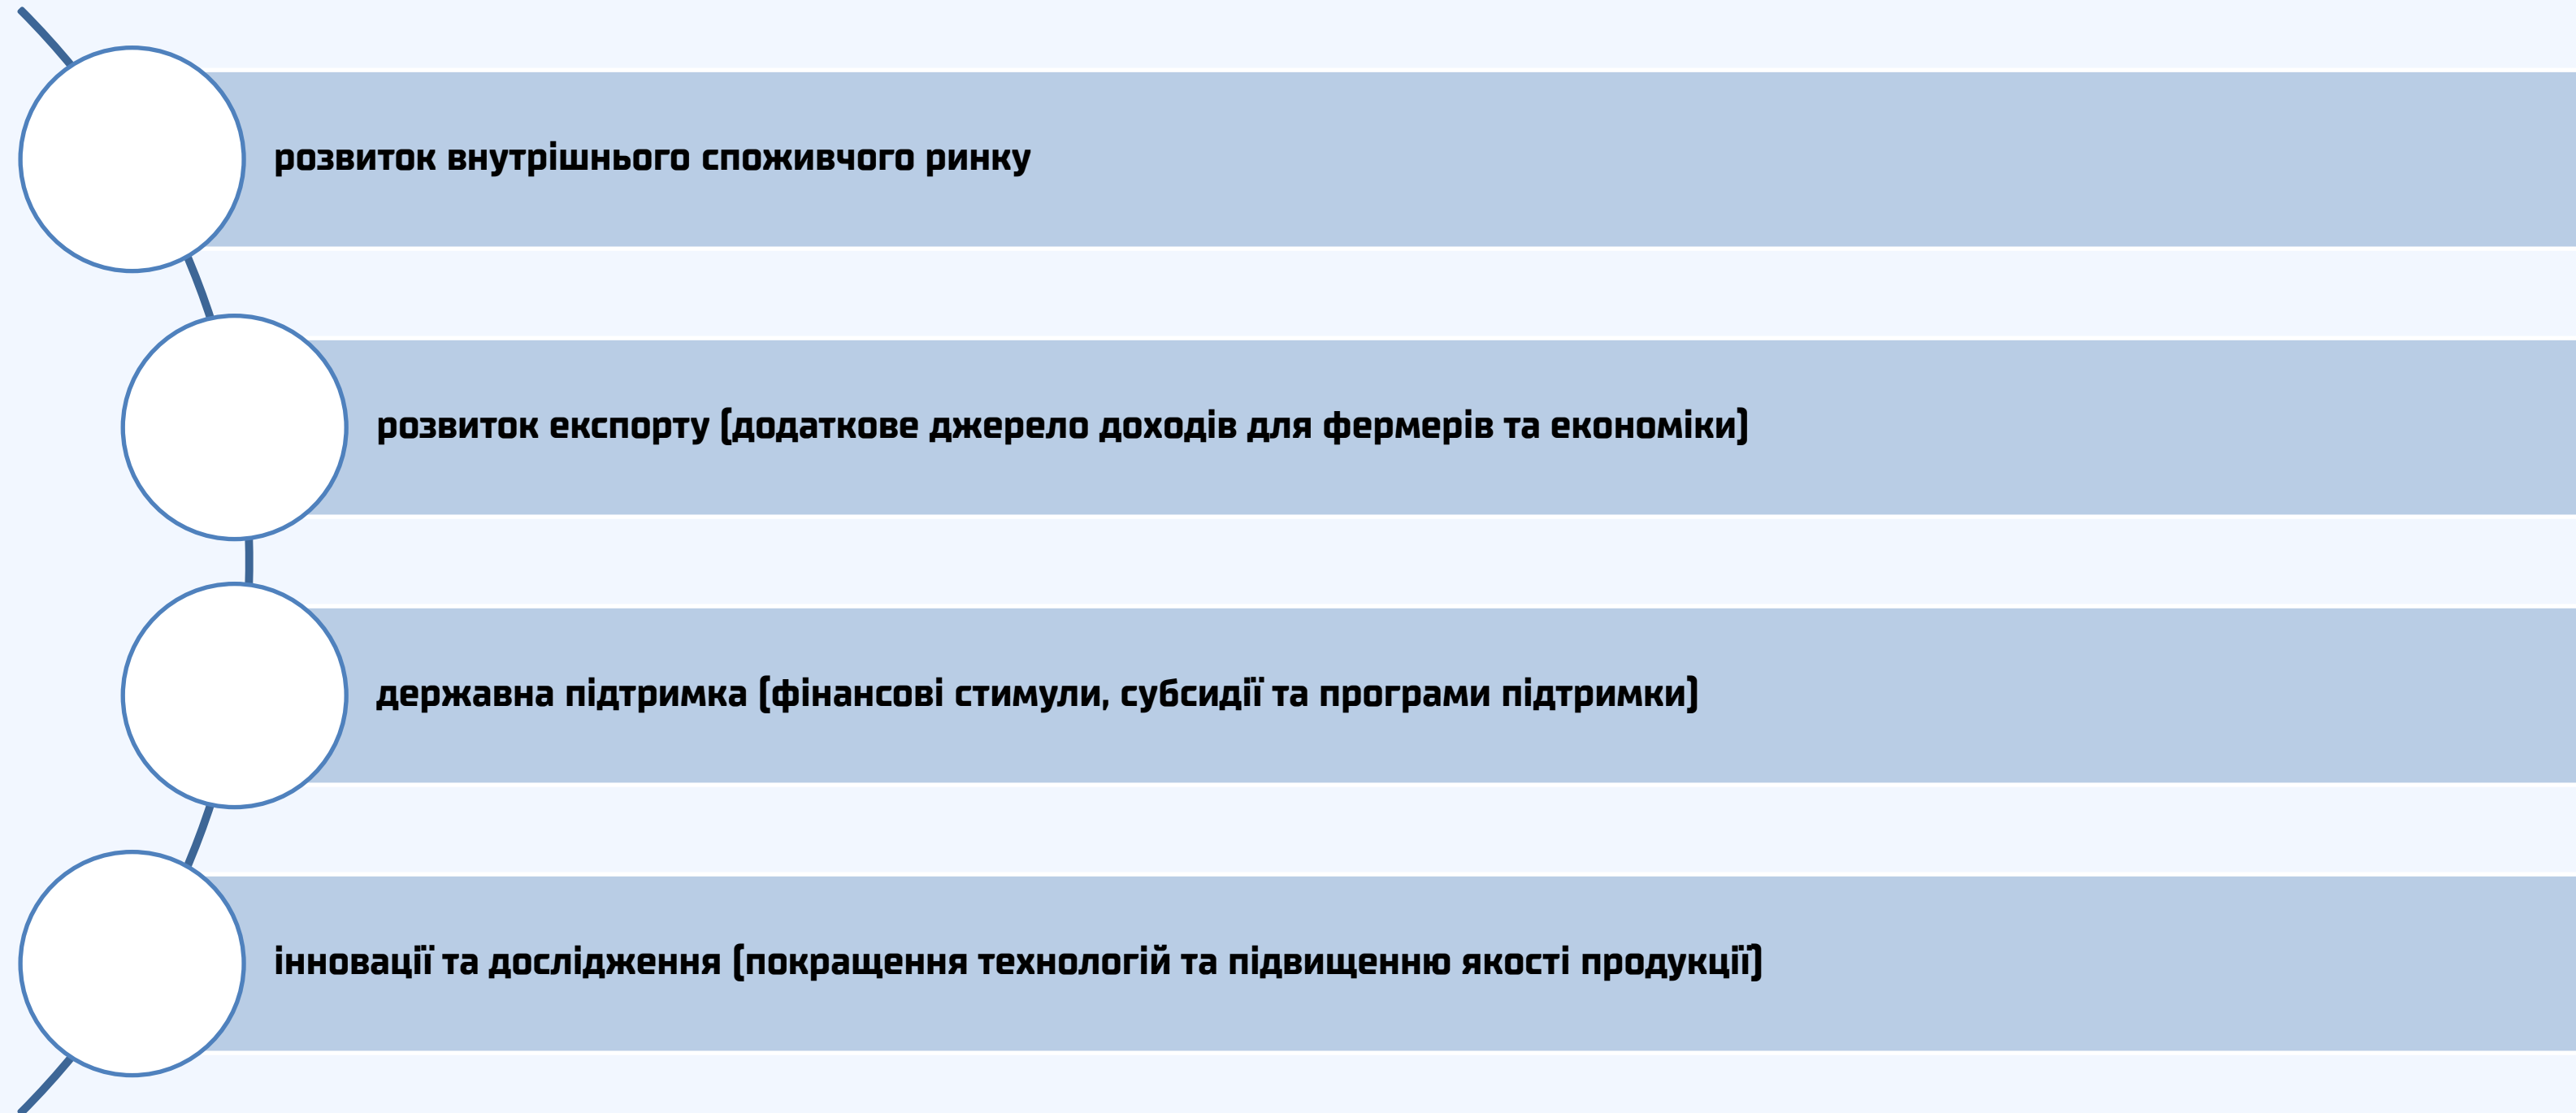 розвиток внутрішнього споживчого ринку
розвиток експорту (додаткове джерело доходів для фермерів та економіки)
державна підтримка (фінансові стимули, субсидії та програми підтримки)
інновації та дослідження (покращення технологій та підвищенню якості продукції)